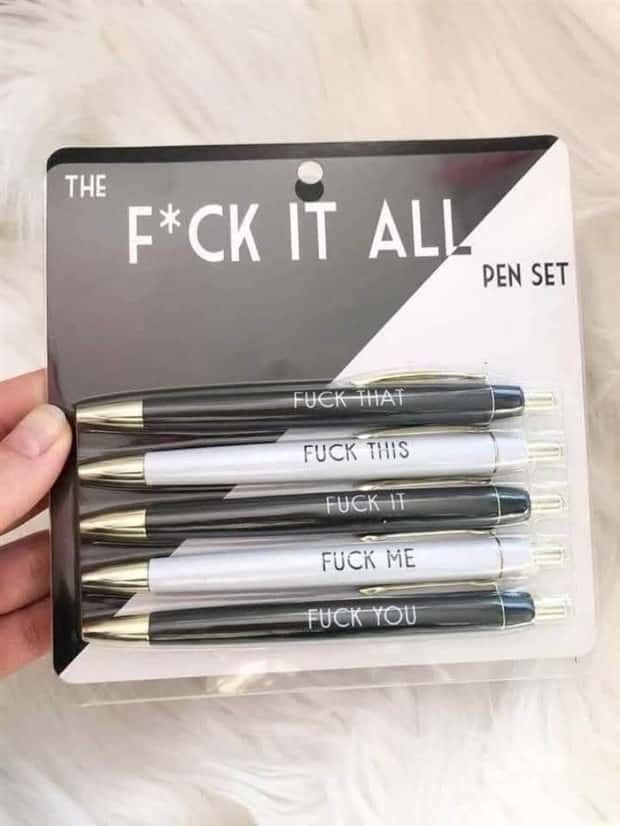 THE
F*CK IT ALL
PEN SET
FUCK THAT
FUCK THIS
FUCK IT
FUCK ME
FUCK YOU